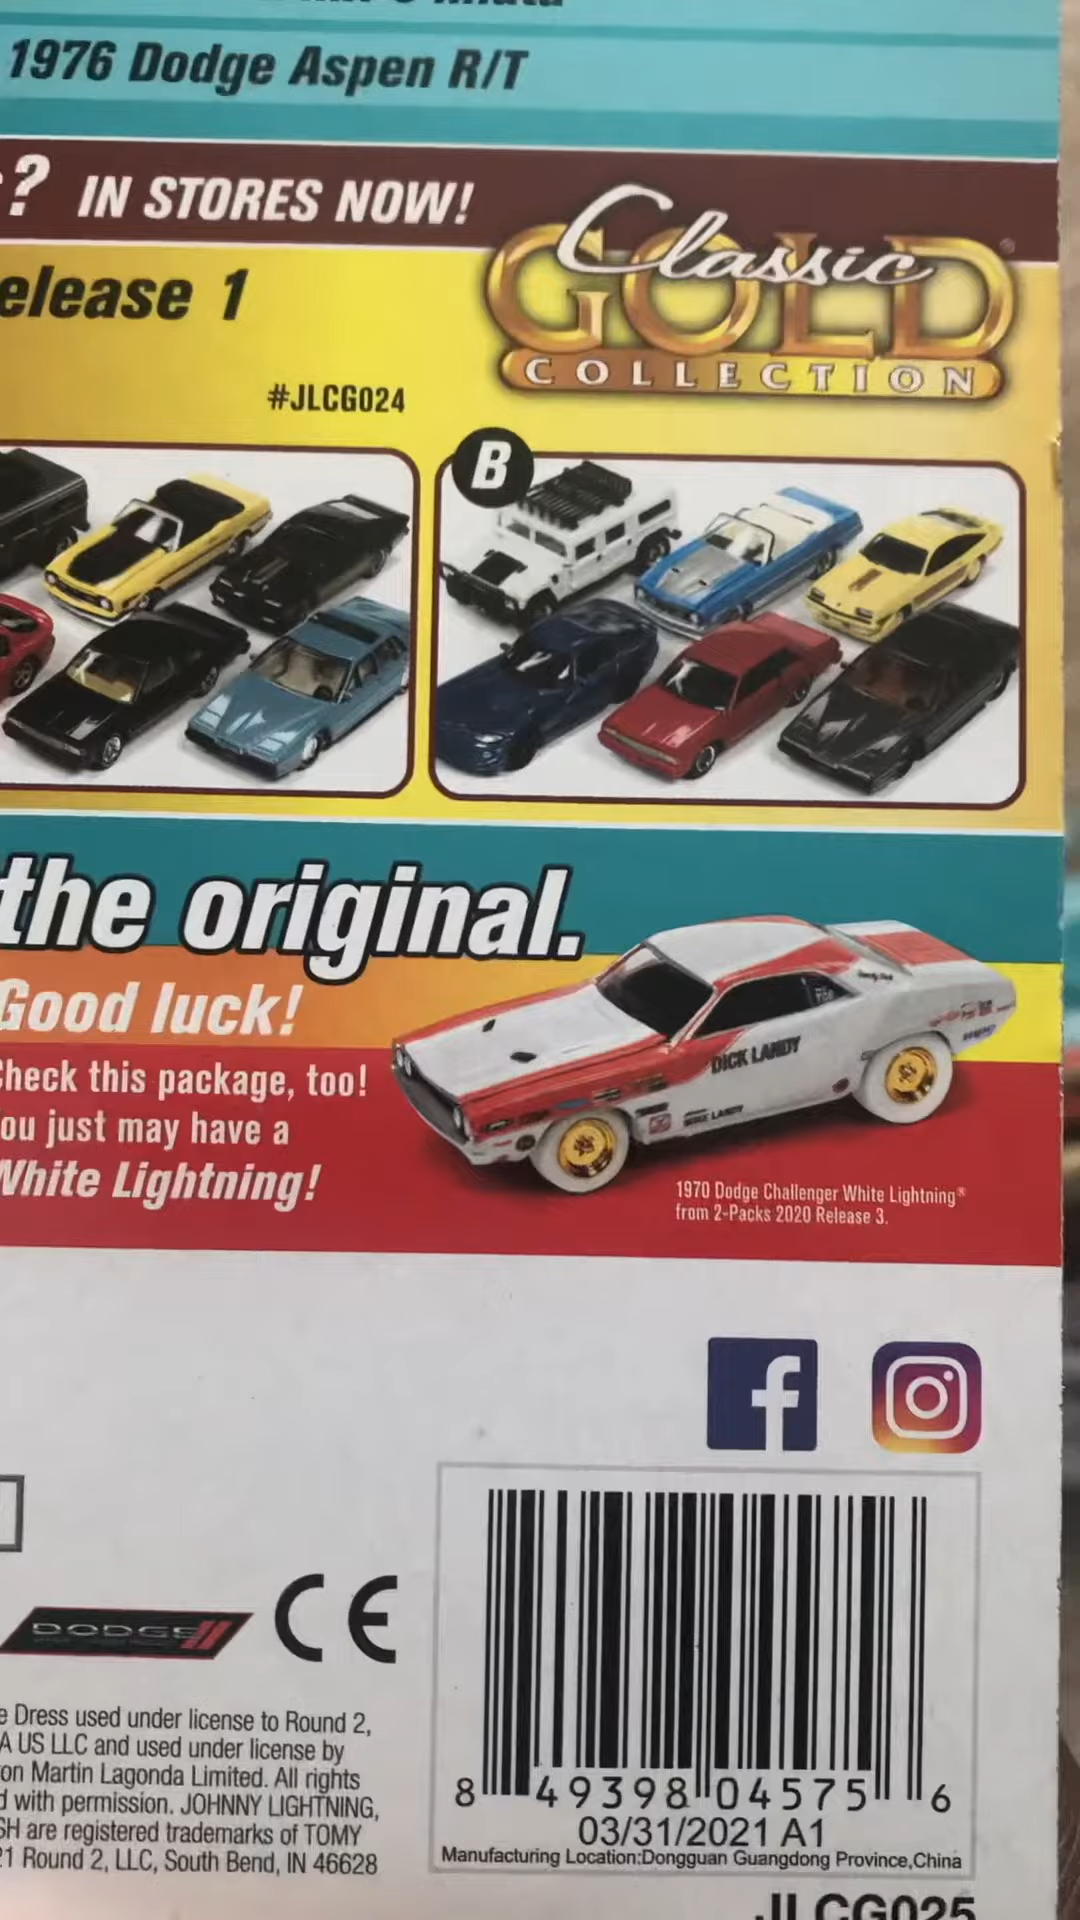 1976 Dodge Aspen R/T
? IN STORES NOW!
Classic
GOLD®
COLLECTION
elease 1
#JLCG024
B
the original.
Good luck!
Check this package, too!
ou just may have a
White Lightning!
DICK LANDY
1970 Dodge Challenger White Lightning®
from 2-Packs 2020 Release 3.
f
DODGE
CE
e Dress used under license to Round 2,
A US LLC and used under license by
on Martin Lagonda Limited. All rights
d with permission. JOHNNY LIGHTNING,
SH are registered trademarks of TOMY
21 Round 2, LLC, South Bend, IN 46628
8 49398 04575 6
03/31/2021 A1
Manufacturing Location:Dongguan Guangdong Province,China
JLCG025